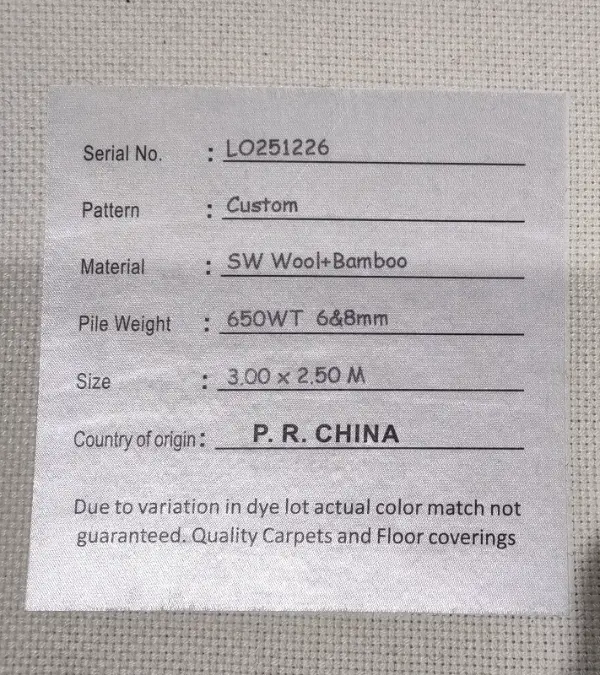 Serial No. : LO251226
Pattern : Custom
Material : SW Wool+Bamboo
Pile Weight : 650WT 6&8mm
Size : 3.00 x 2.50 M
Country of origin : P. R. CHINA
Due to variation in dye lot actual color match not
guaranteed. Quality Carpets and Floor coverings